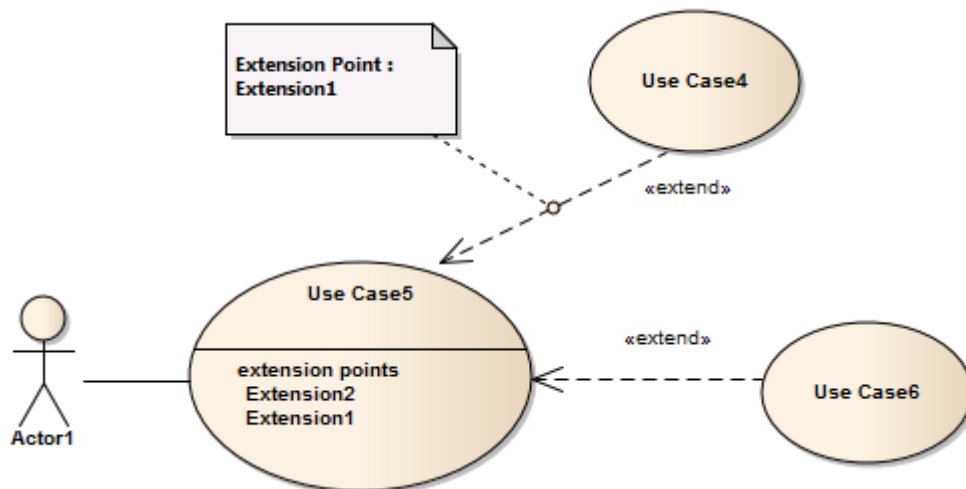 Extension Point :
Extension1
Use Case4
«extend»
Use Case5
«extend»
extension points
Extension2
Extension1
Use Case6
Actor1